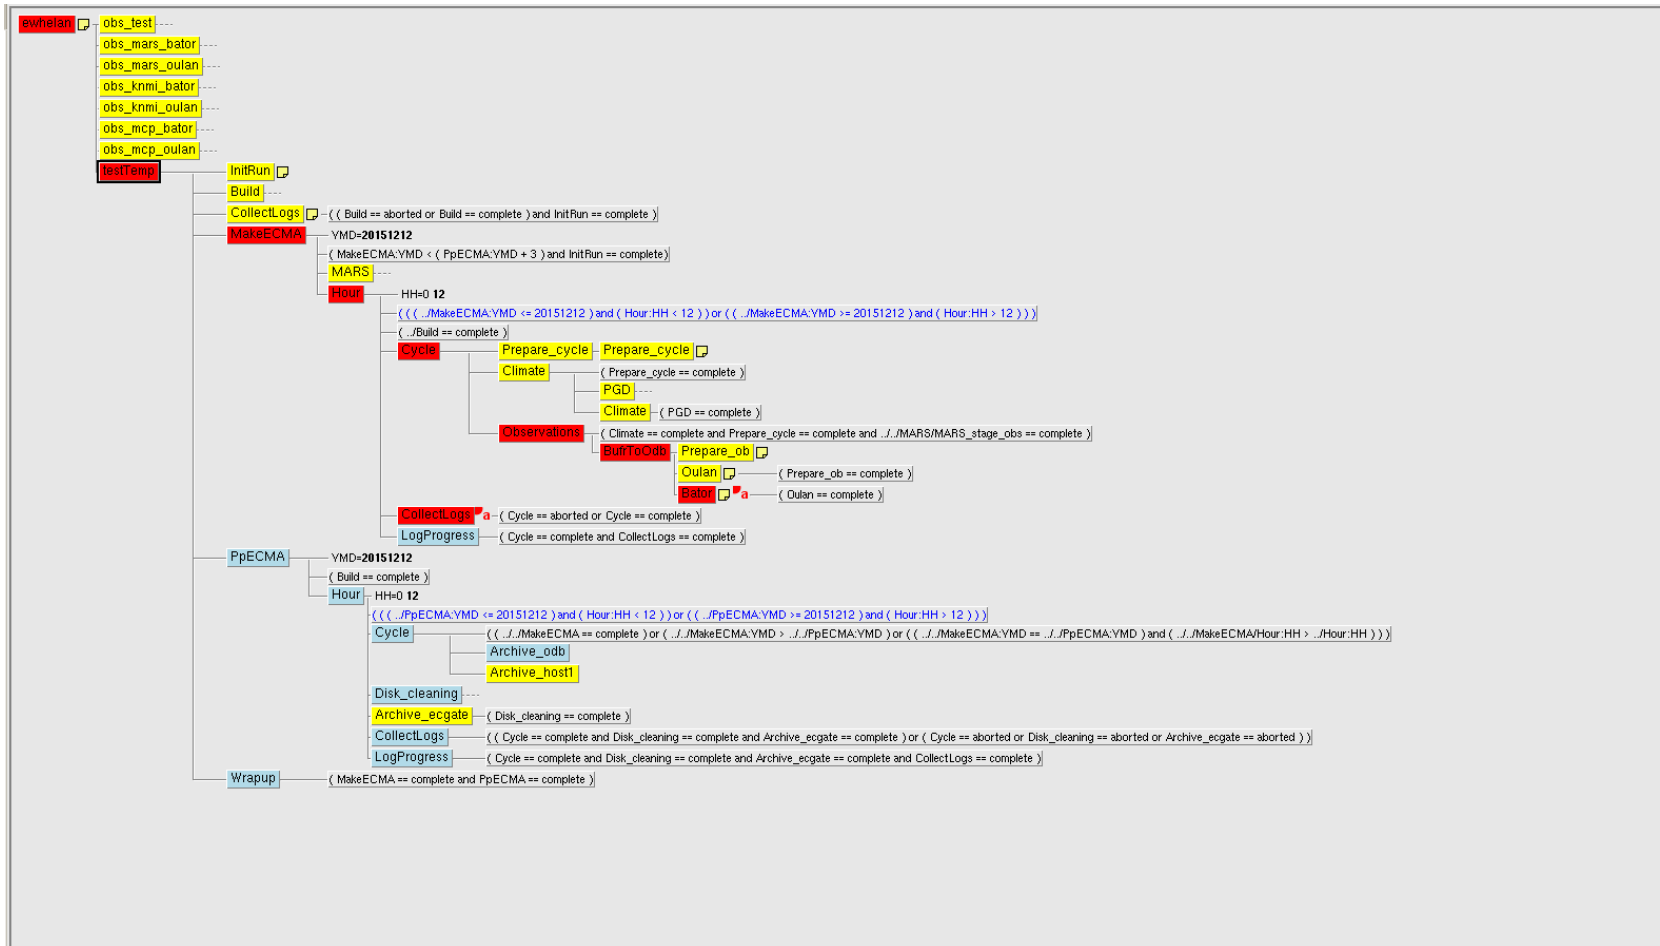 ewhelan obs_test
obs_mars_bator
obs_mars_oulan
obs_knmi_bator
obs_knmi_oulan
obs_mcp_bator
obs_mcp_oulan
testTemp InitRun
Build
CollectLogs ( ( Build == aborted or Build == complete ) and InitRun == complete )
MakeECMA YMD=20151212
( MakeECMA:YMD < ( PpECMA:YMD + 3 ) and InitRun == complete)
MARS
Hour HH=0 12
( ( ( ../MakeECMA:YMD <= 20151212 ) and ( Hour:HH < 12 ) ) or ( ( ../MakeECMA:YMD >= 20151212 ) and ( Hour:HH > 12 ) ) )
( ../Build == complete )
Cycle Prepare_cycle Prepare_cycle
Climate ( Prepare_cycle == complete )
PGD
Climate ( PGD == complete )
Observations ( Climate == complete and Prepare_cycle == complete and ../../MARS/MARS_stage_obs == complete )
BufrToOdb Prepare_ob
Oulan ( Prepare_ob == complete )
Bator a ( Oulan == complete )
CollectLogs a ( Cycle == aborted or Cycle == complete )
LogProgress ( Cycle == complete and CollectLogs == complete )
PpECMA YMD=20151212
( Build == complete )
Hour HH=0 12
( ( ( ../PpECMA:YMD <= 20151212 ) and ( Hour:HH < 12 ) ) or ( ( ../PpECMA:YMD >= 20151212 ) and ( Hour:HH > 12 ) ) )
Cycle ( ( ../../MakeECMA == complete ) or ( ../../MakeECMA:YMD > ../../PpECMA:YMD ) or ( ( ../../MakeECMA:YMD == ../../PpECMA:YMD ) and ( ../../MakeECMA/Hour:HH > ../Hour:HH ) ) )
Archive_odb
Archive_host1
Disk_cleaning
Archive_ecgate ( Disk_cleaning == complete )
CollectLogs ( ( Cycle == complete and Disk_cleaning == complete and Archive_ecgate == complete ) or ( Cycle == aborted or Disk_cleaning == aborted or Archive_ecgate == aborted ) )
LogProgress ( Cycle == complete and Disk_cleaning == complete and Archive_ecgate == complete and CollectLogs == complete )
Wrapup ( MakeECMA == complete and PpECMA == complete )